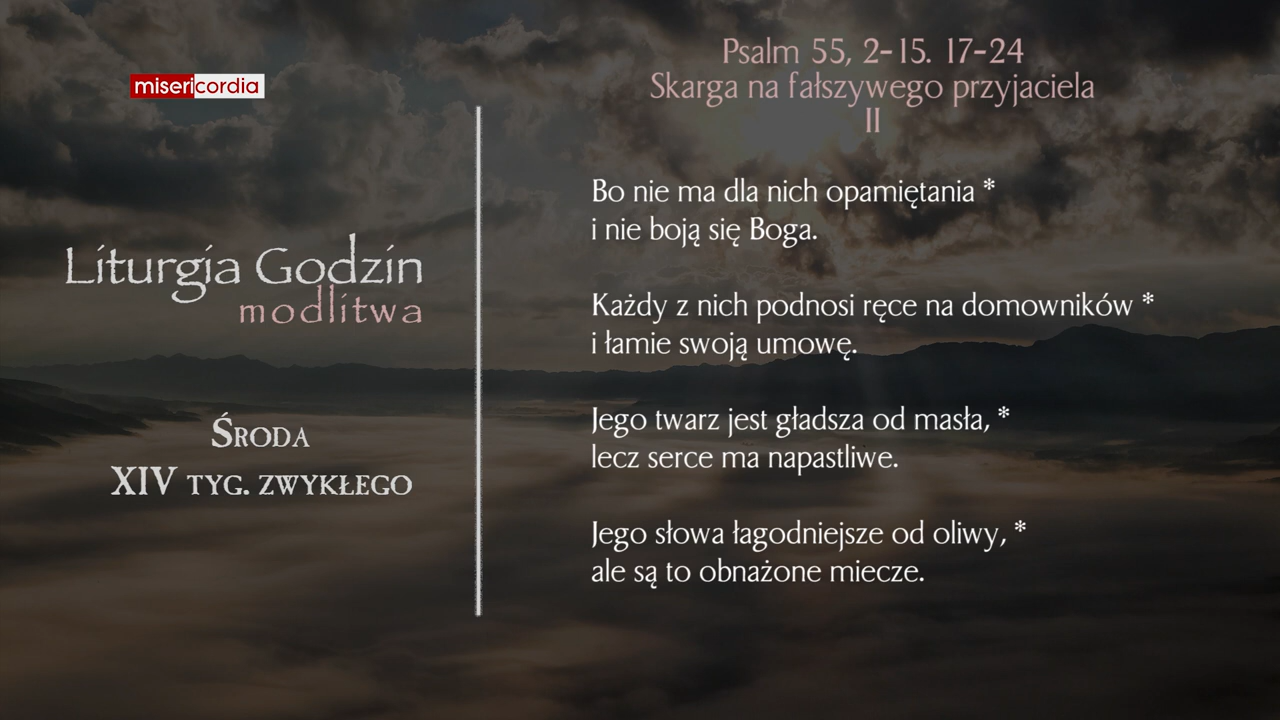 misericordia
Liturgia Godzin
modlitwa
Środa
XIV tyg. zwykłego
Psalm 55, 2-15. 17-24
Skarga na fałszywego przyjaciela
II
Bo nie ma dla nich opamiętania *
i nie boją się Boga.
Każdy z nich podnosi ręce na domowników *
i łamie swoją umowę.
Jego twarz jest gładsza od masła, *
lecz serce ma napastliwe.
Jego słowa łagodniejsze od oliwy, *
ale są to obnażone miecze.